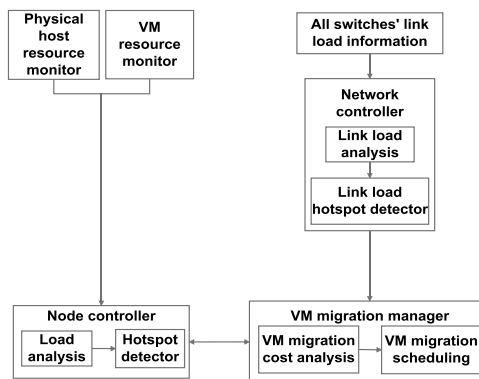 Physical
host
resource
monitor
VM
resource
monitor
All switches' link
load information
Network
controller
Link load
analysis
Link load
hotspot detector
Node controller
Load
analysis
Hotspot
detector
VM migration manager
VM migration
cost analysis
VM migration
scheduling